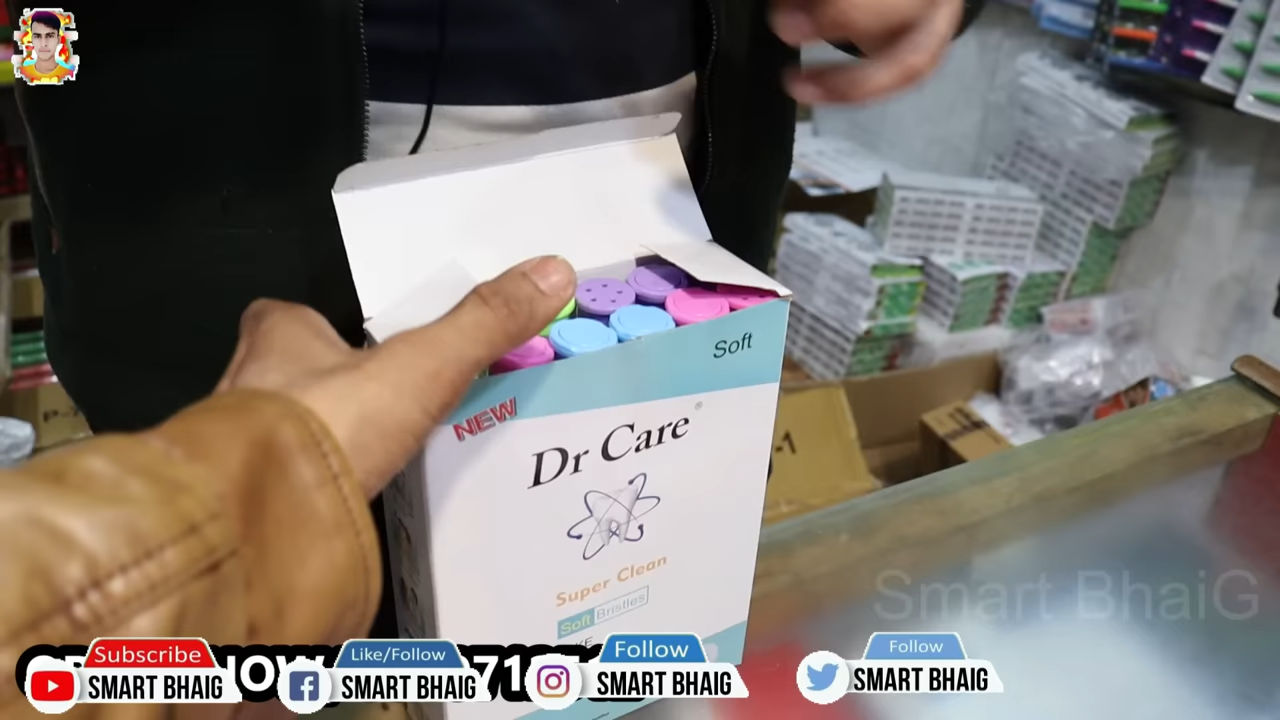 Soft
NEW
Dr Care®
Super Clean
Soft Bristles
-1
Smart BhaiG
Subscribe
SMART BHAIG
Like/Follow
SMART BHAIG
Follow
SMART BHAIG
Follow
SMART BHAIG